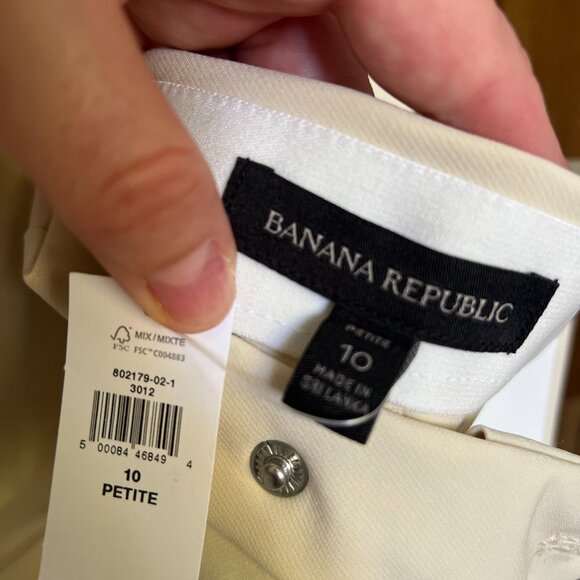 BANANA REPUBLIC
PETITE
10
MADE IN
SRI LANKA
MIX/MIXTE
FSC FSC™ C004883
802179-02-1
3012
5 00084 46849 4
10
PETITE